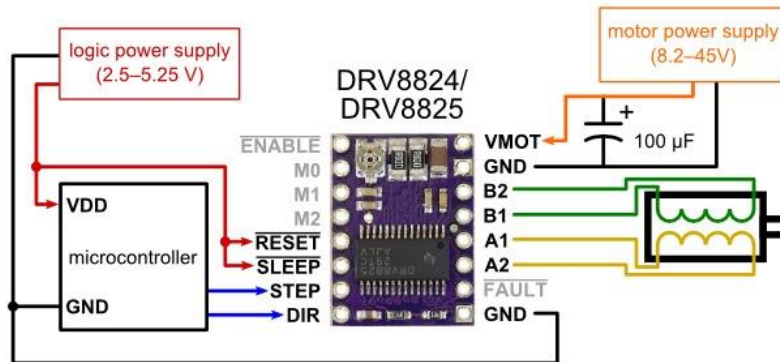 logic power supply
(2.5–5.25 V)
motor power supply
(8.2–45V)
DRV8824/
DRV8825
ENABLE
M0
M1
M2
RESET
SLEEP
STEP
DIR
VMOT
GND
B2
B1
A1
A2
FAULT
GND
+
100 µF
VDD
microcontroller
GND
DRV8825